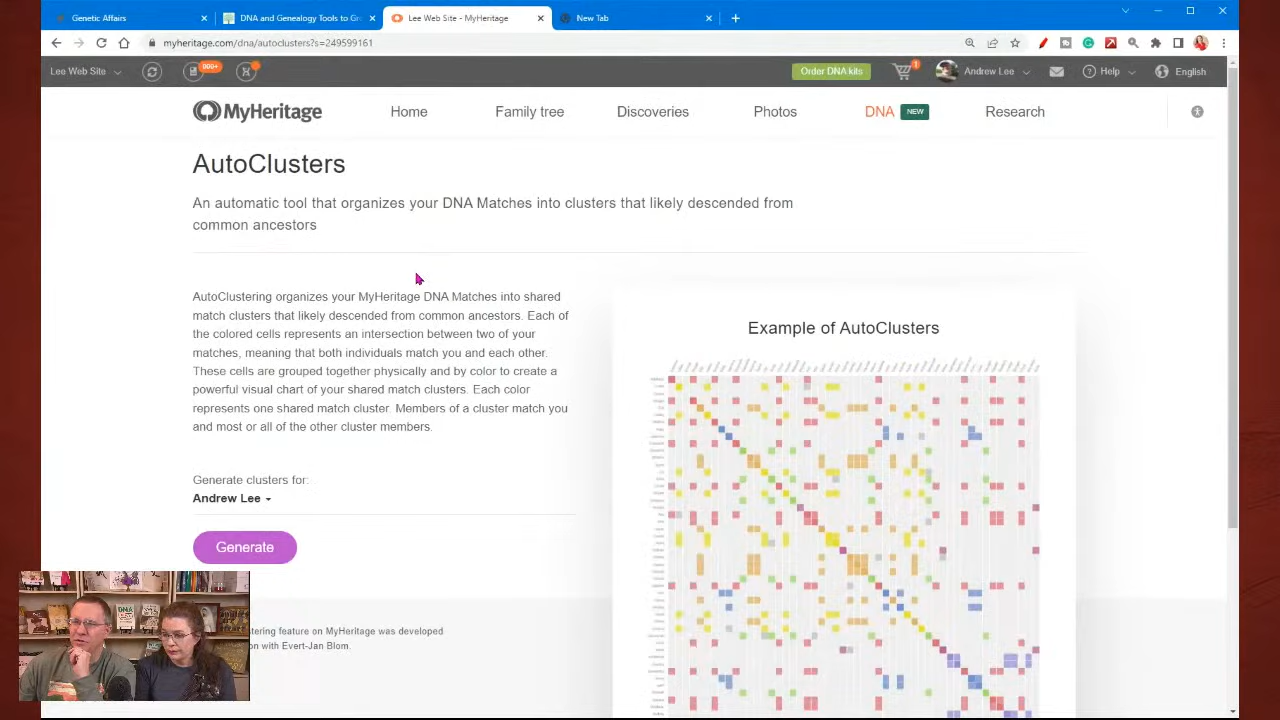 Genetic Affairs
DNA and Genealogy Tools to Gr
Lee Web Site - MyHeritage
New Tab
myheritage.com/dna/autoclusters?s=249599161
Lee Web Site
999+
Order DNA kits
1
Andrew Lee
Help
English
MyHeritage
Home
Family tree
Discoveries
Photos
DNA
NEW
Research
AutoClusters
An automatic tool that organizes your DNA Matches into clusters that likely descended from
common ancestors
AutoClustering organizes your MyHeritage DNA Matches into shared
match clusters that likely descended from common ancestors. Each of
the colored cells represents an intersection between two of your
matches, meaning that both individuals match you and each other.
These cells are grouped together physically and by color to create a
powerful visual chart of your shared match clusters. Each color
represents one shared match cluster. Members of a cluster match you
and most or all of the other cluster members.
Generate clusters for:
Andrew Lee
Generate
Example of AutoClusters
tering feature on MyHeritage was developed
on with Evert-Jan Blom.
DNA